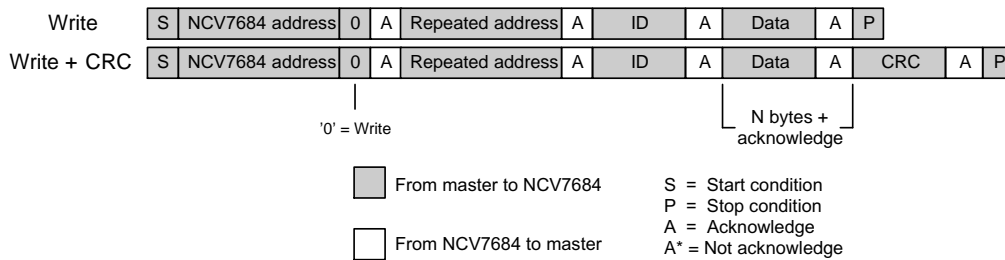 Write S NCV7684 address 0 A Repeated address A ID A Data A P
Write + CRC S NCV7684 address 0 A Repeated address A ID A Data A CRC A P
'0' = Write
N bytes +
acknowledge
From master to NCV7684
From NCV7684 to master
S = Start condition
P = Stop condition
A = Acknowledge
A* = Not acknowledge